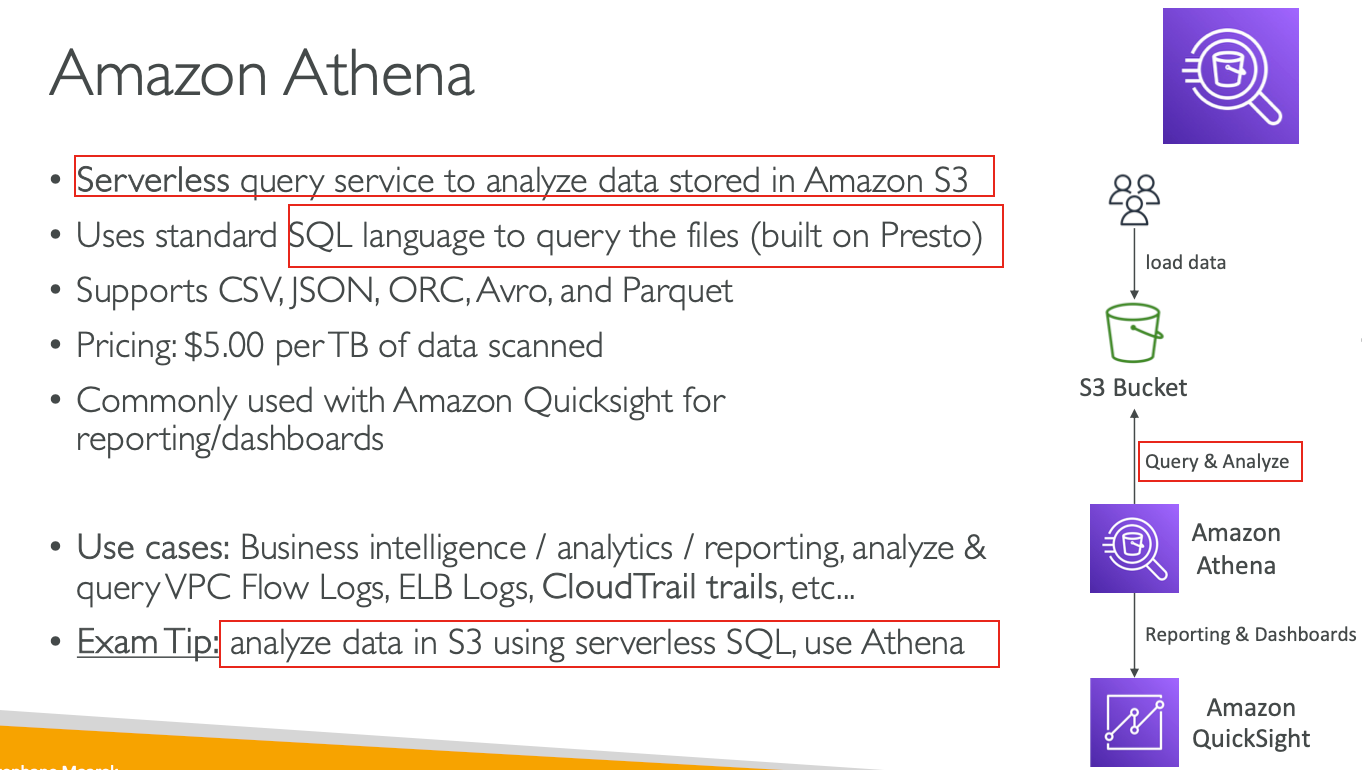 Amazon Athena
• Serverless query service to analyze data stored in Amazon S3
• Uses standard SQL language to query the files (built on Presto)
• Supports CSV, JSON, ORC, Avro, and Parquet
• Pricing: $5.00 per TB of data scanned
• Commonly used with Amazon Quicksight for
reporting/dashboards
• Use cases: Business intelligence / analytics / reporting, analyze &
query VPC Flow Logs, ELB Logs, CloudTrail trails, etc...
• Exam Tip: analyze data in S3 using serverless SQL, use Athena
load data
S3 Bucket
Query & Analyze
Amazon
Athena
Reporting & Dashboards
Amazon
QuickSight